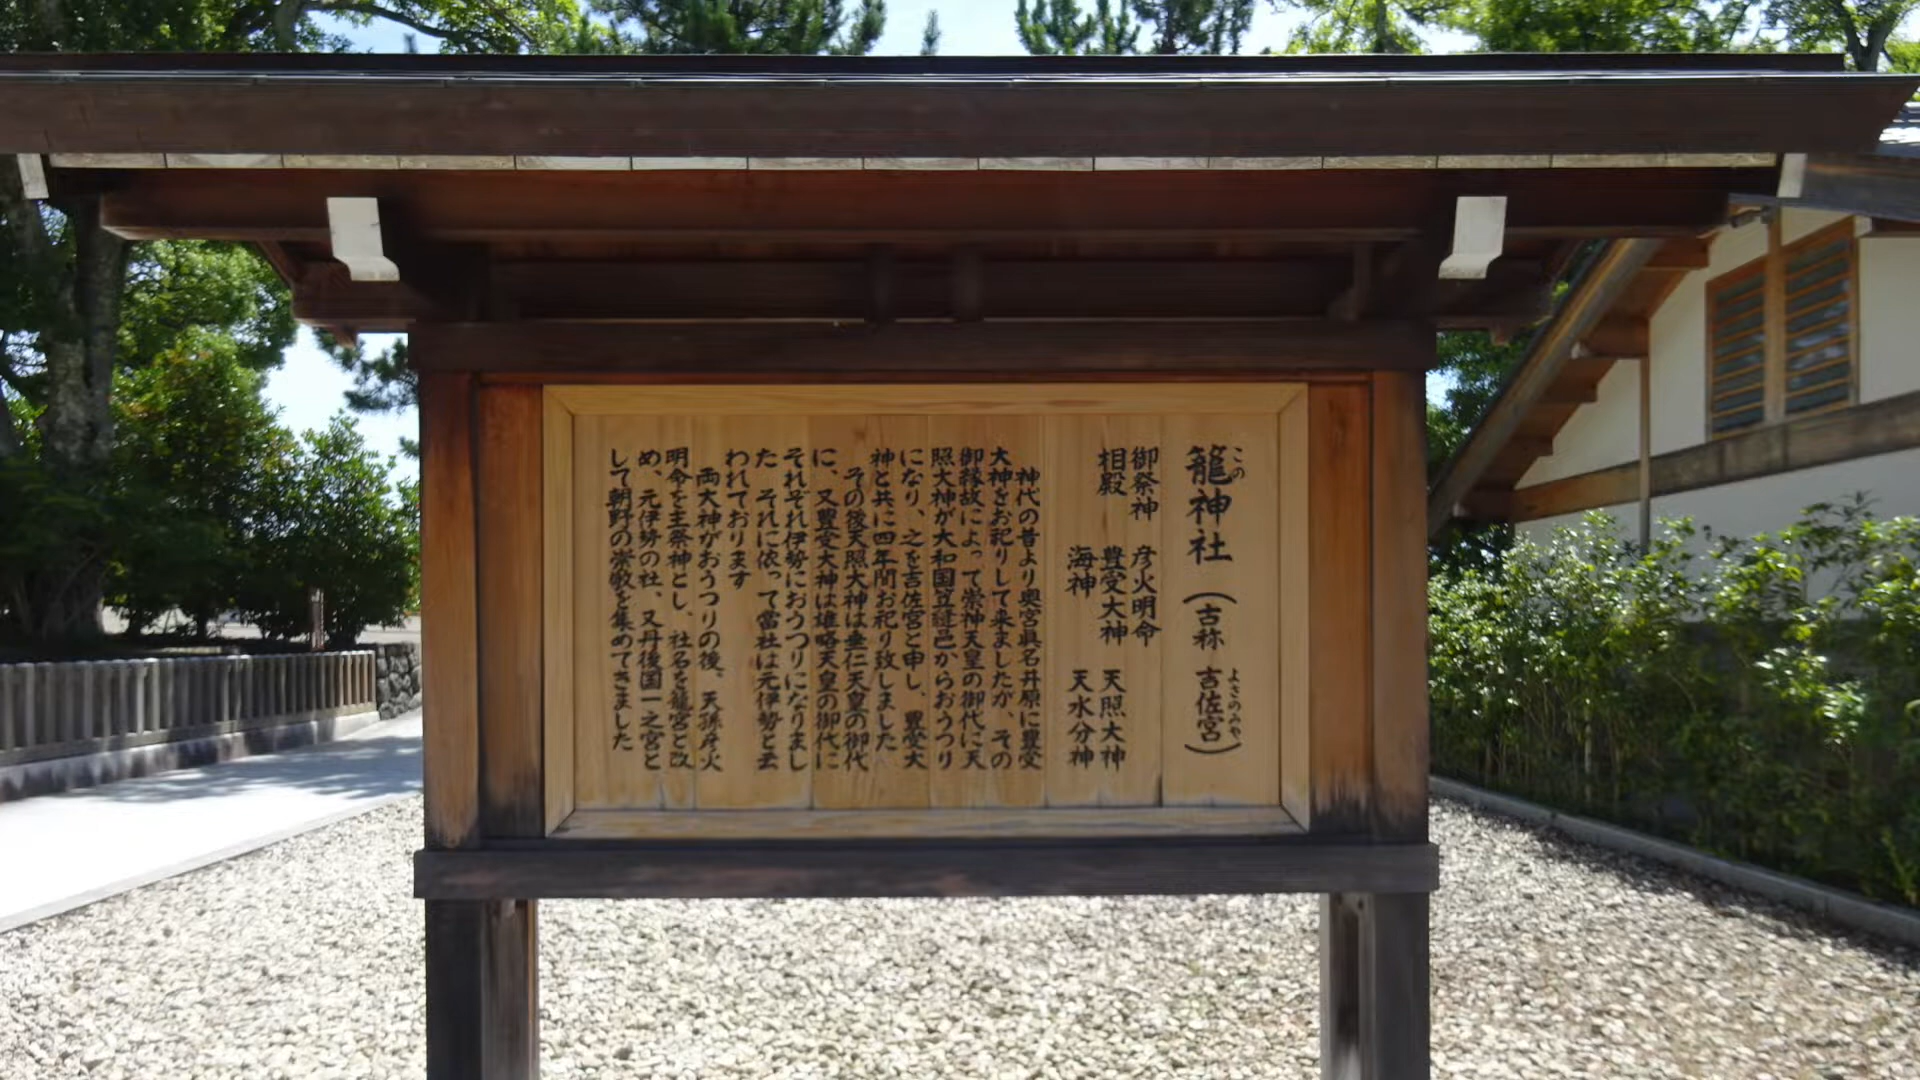 籠神社（古称　吉佐宮）
この
よさのみや
御祭神　彦火明命
相殿　豊受大神　天照大神
海神　天水分神
神代の昔より奥宮眞名井原に豊受
大神をお祀りして来ましたが、その
御縁故によって崇神天皇の御代に天
照大神が大和国笠縫邑からおうつり
になり、之を吉佐宮と申し、豊受大
神と共に四年間お祀り致しました
その後天照大神は垂仁天皇の御代
に、又豊受大神は雄略天皇の御代に
それぞれ伊勢におうつりになりまし
た　それに依って當社は元伊勢と云
われております
両大神がおうつりの後、天孫彦火
明命を主祭神とし、社名を籠宮と改
め、元伊勢の社、又丹後国一之宮と
して朝野の崇敬を集めてきました